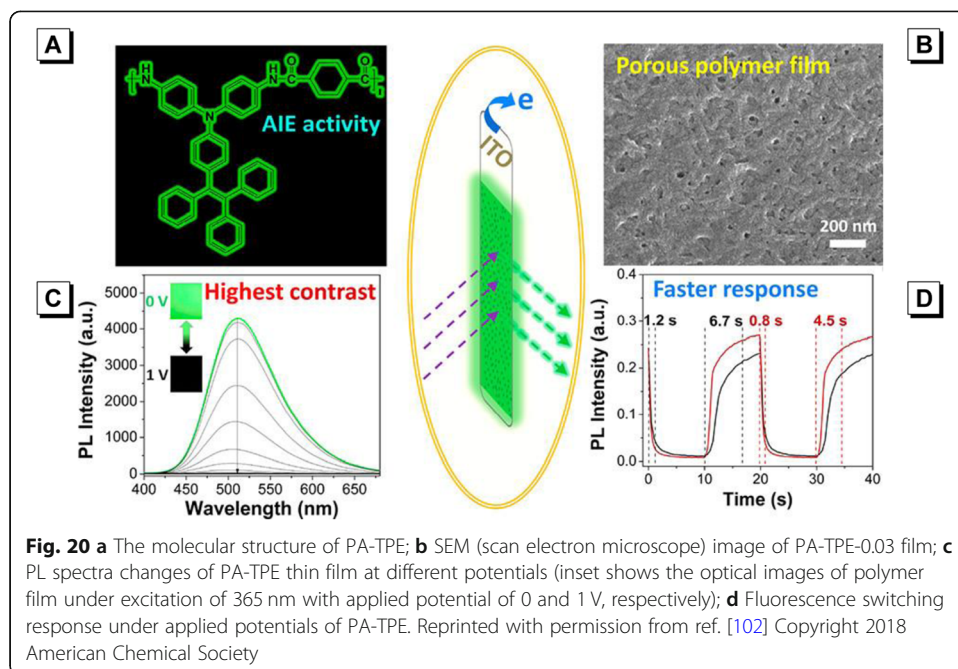 A
H
N
H
N
O
C
O
C
n
N
AIE activity
e
ITO
B
Porous polymer film
200 nm
C
Highest contrast
0 V
1 V
PL Intensity (a.u.)
5000
4000
3000
2000
1000
0
400 450 500 550 600 650
Wavelength (nm)
D
Faster response
1.2 s 6.7 s 0.8 s 4.5 s
PL Intensity (a.u.)
0.4
0.3
0.2
0.1
0.0
0 10 20 30 40
Time (s)
Fig. 20 a The molecular structure of PA-TPE; b SEM (scan electron microscope) image of PA-TPE-0.03 film; c
PL spectra changes of PA-TPE thin film at different potentials (inset shows the optical images of polymer
film under excitation of 365 nm with applied potential of 0 and 1 V, respectively); d Fluorescence switching
response under applied potentials of PA-TPE. Reprinted with permission from ref. [102] Copyright 2018
American Chemical Society